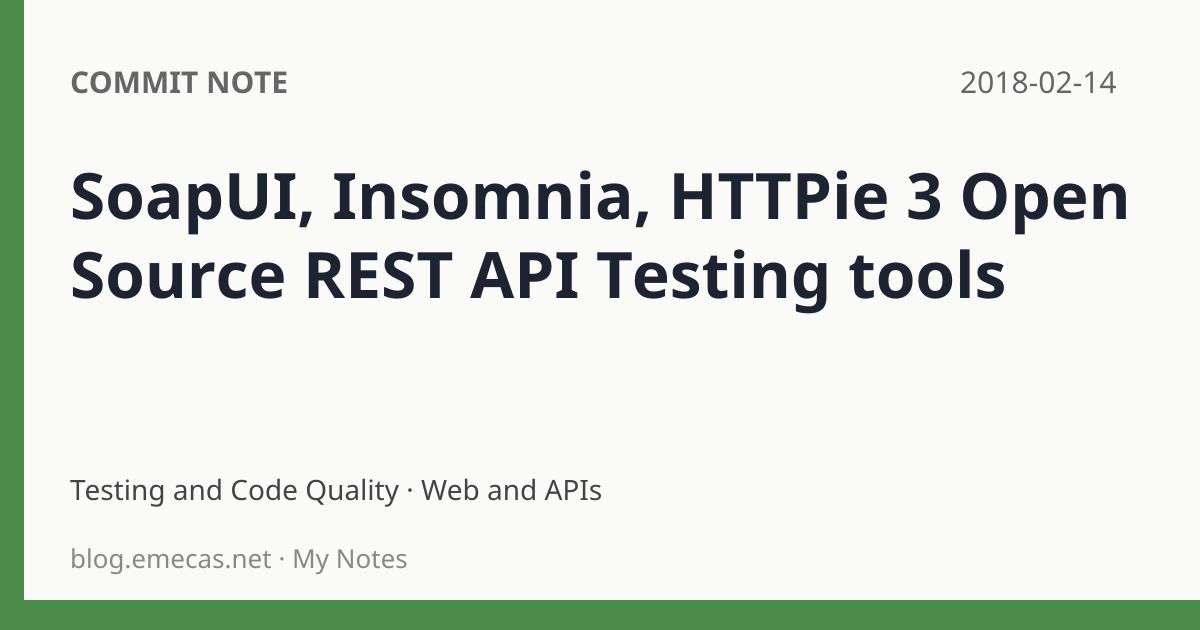 COMMIT NOTE
2018-02-14
SoapUI, Insomnia, HTTPie 3 Open
Source REST API Testing tools
Testing and Code Quality · Web and APIs
blog.emecas.net · My Notes